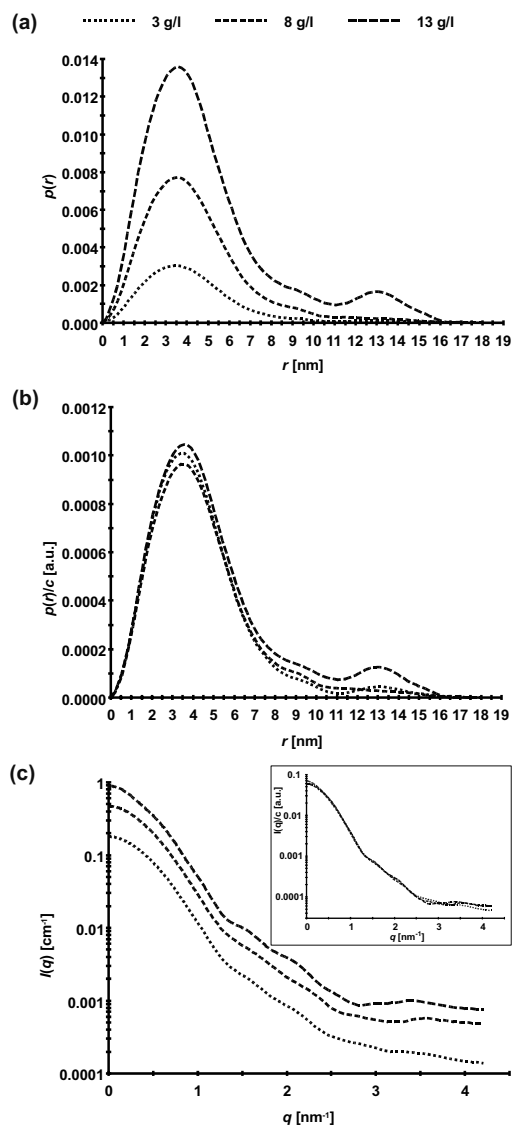 (a)
3 g/l 8 g/l 13 g/l
0.014
0.012
0.010
0.008
0.006
0.004
0.002
0.000
p(r)
0 1 2 3 4 5 6 7 8 9 10 11 12 13 14 15 16 17 18 19
r [nm]
(b)
0.0012
0.0010
0.0008
0.0006
0.0004
0.0002
0.0000
p(r)/c [a.u.]
0 1 2 3 4 5 6 7 8 9 10 11 12 13 14 15 16 17 18 19
r [nm]
(c)
1
0.1
0.01
0.001
0.0001
I(q) [cm⁻¹]
0 1 2 3 4
q [nm⁻¹]
0.1
0.01
0.001
0.0001
I(q)/c [a.u.]
0 1 2 3 4
q [nm⁻¹]